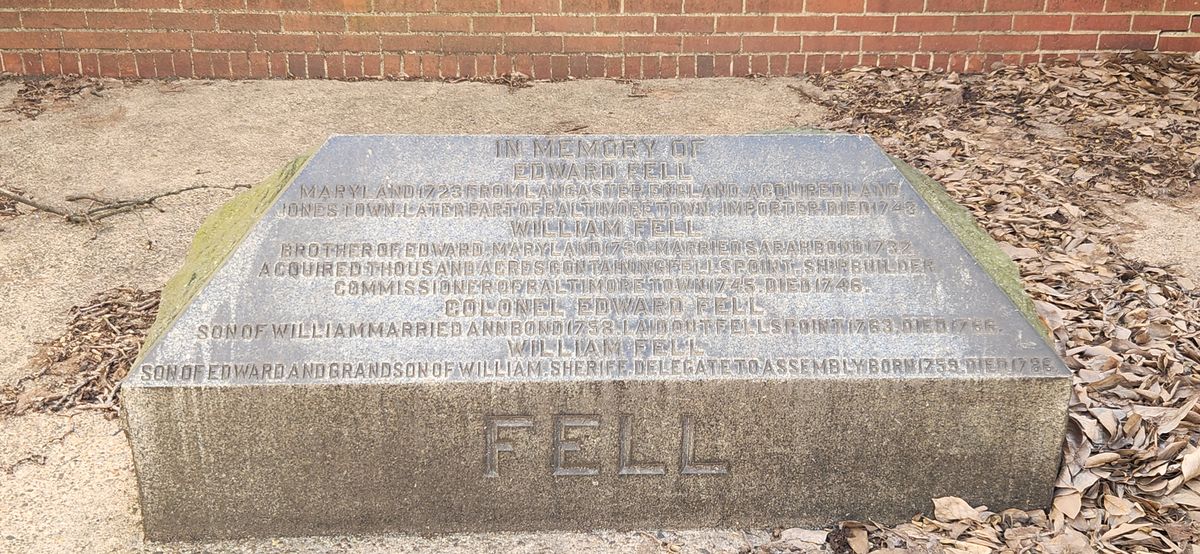 IN MEMORY OF
EDWARD FELL
MARYLAND 1723 FROM LANCASTER, ENGLAND, ACQUIRED LAND
JONESTOWN, LATER PART OF BALTIMORE TOWN. IMPORTER. DIED 1743
WILLIAM FELL
BROTHER OF EDWARD, MARYLAND 1730. MARRIED SARAH BOND 1732.
ACQUIRED THOUSAND ACRES CONTAINING FELLS POINT. SHIPBUILDER.
COMMISSIONER OF BALTIMORE TOWN 1745. DIED 1746.
COLONEL EDWARD FELL
SON OF WILLIAM MARRIED ANN BOND 1758. LAID OUT FELLS POINT 1763. DIED 1766.
WILLIAM FELL
SON OF EDWARD AND GRANDSON OF WILLIAM. SHERIFF. DELEGATE TO ASSEMBLY BORN 1759. DIED 1786
FELL